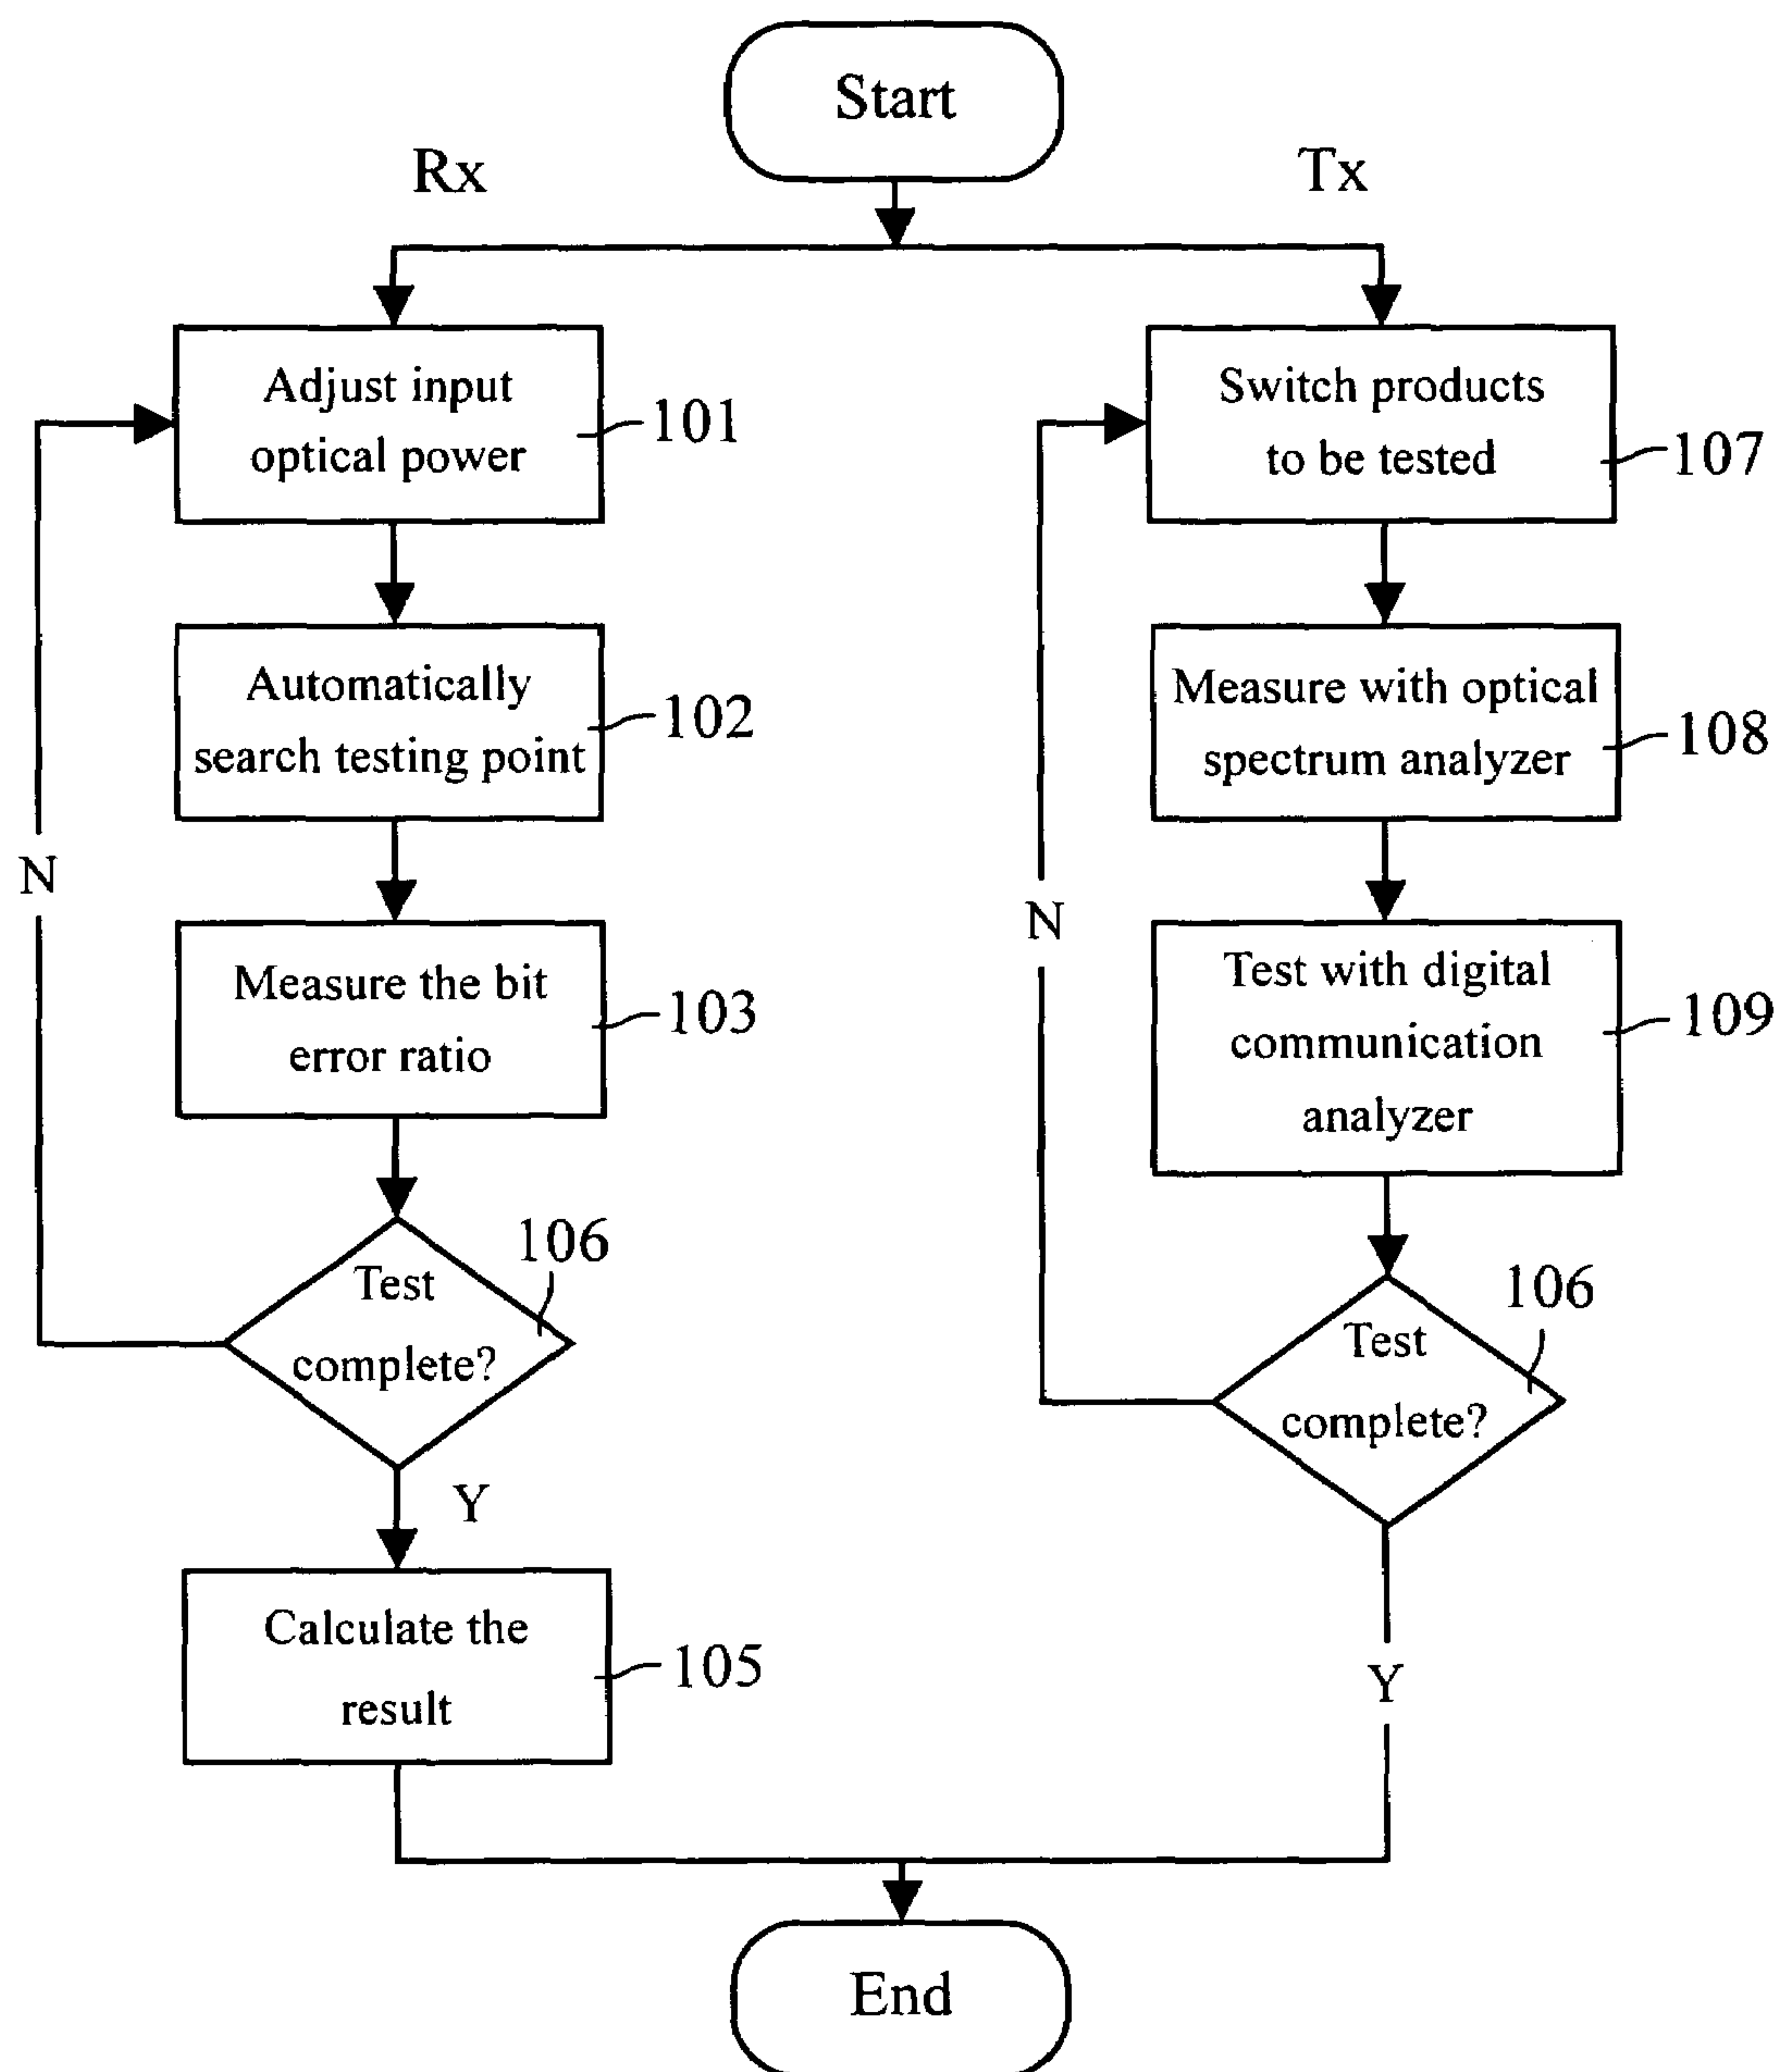 Start
Rx
Tx
Adjust input
optical power
101
Automatically
search testing point
102
Measure the bit
error ratio
103
Test
complete?
106
N
Y
Calculate the
result
105
Switch products
to be tested
107
Measure with optical
spectrum analyzer
108
Test with digital
communication
analyzer
109
Test
complete?
106
N
Y
End